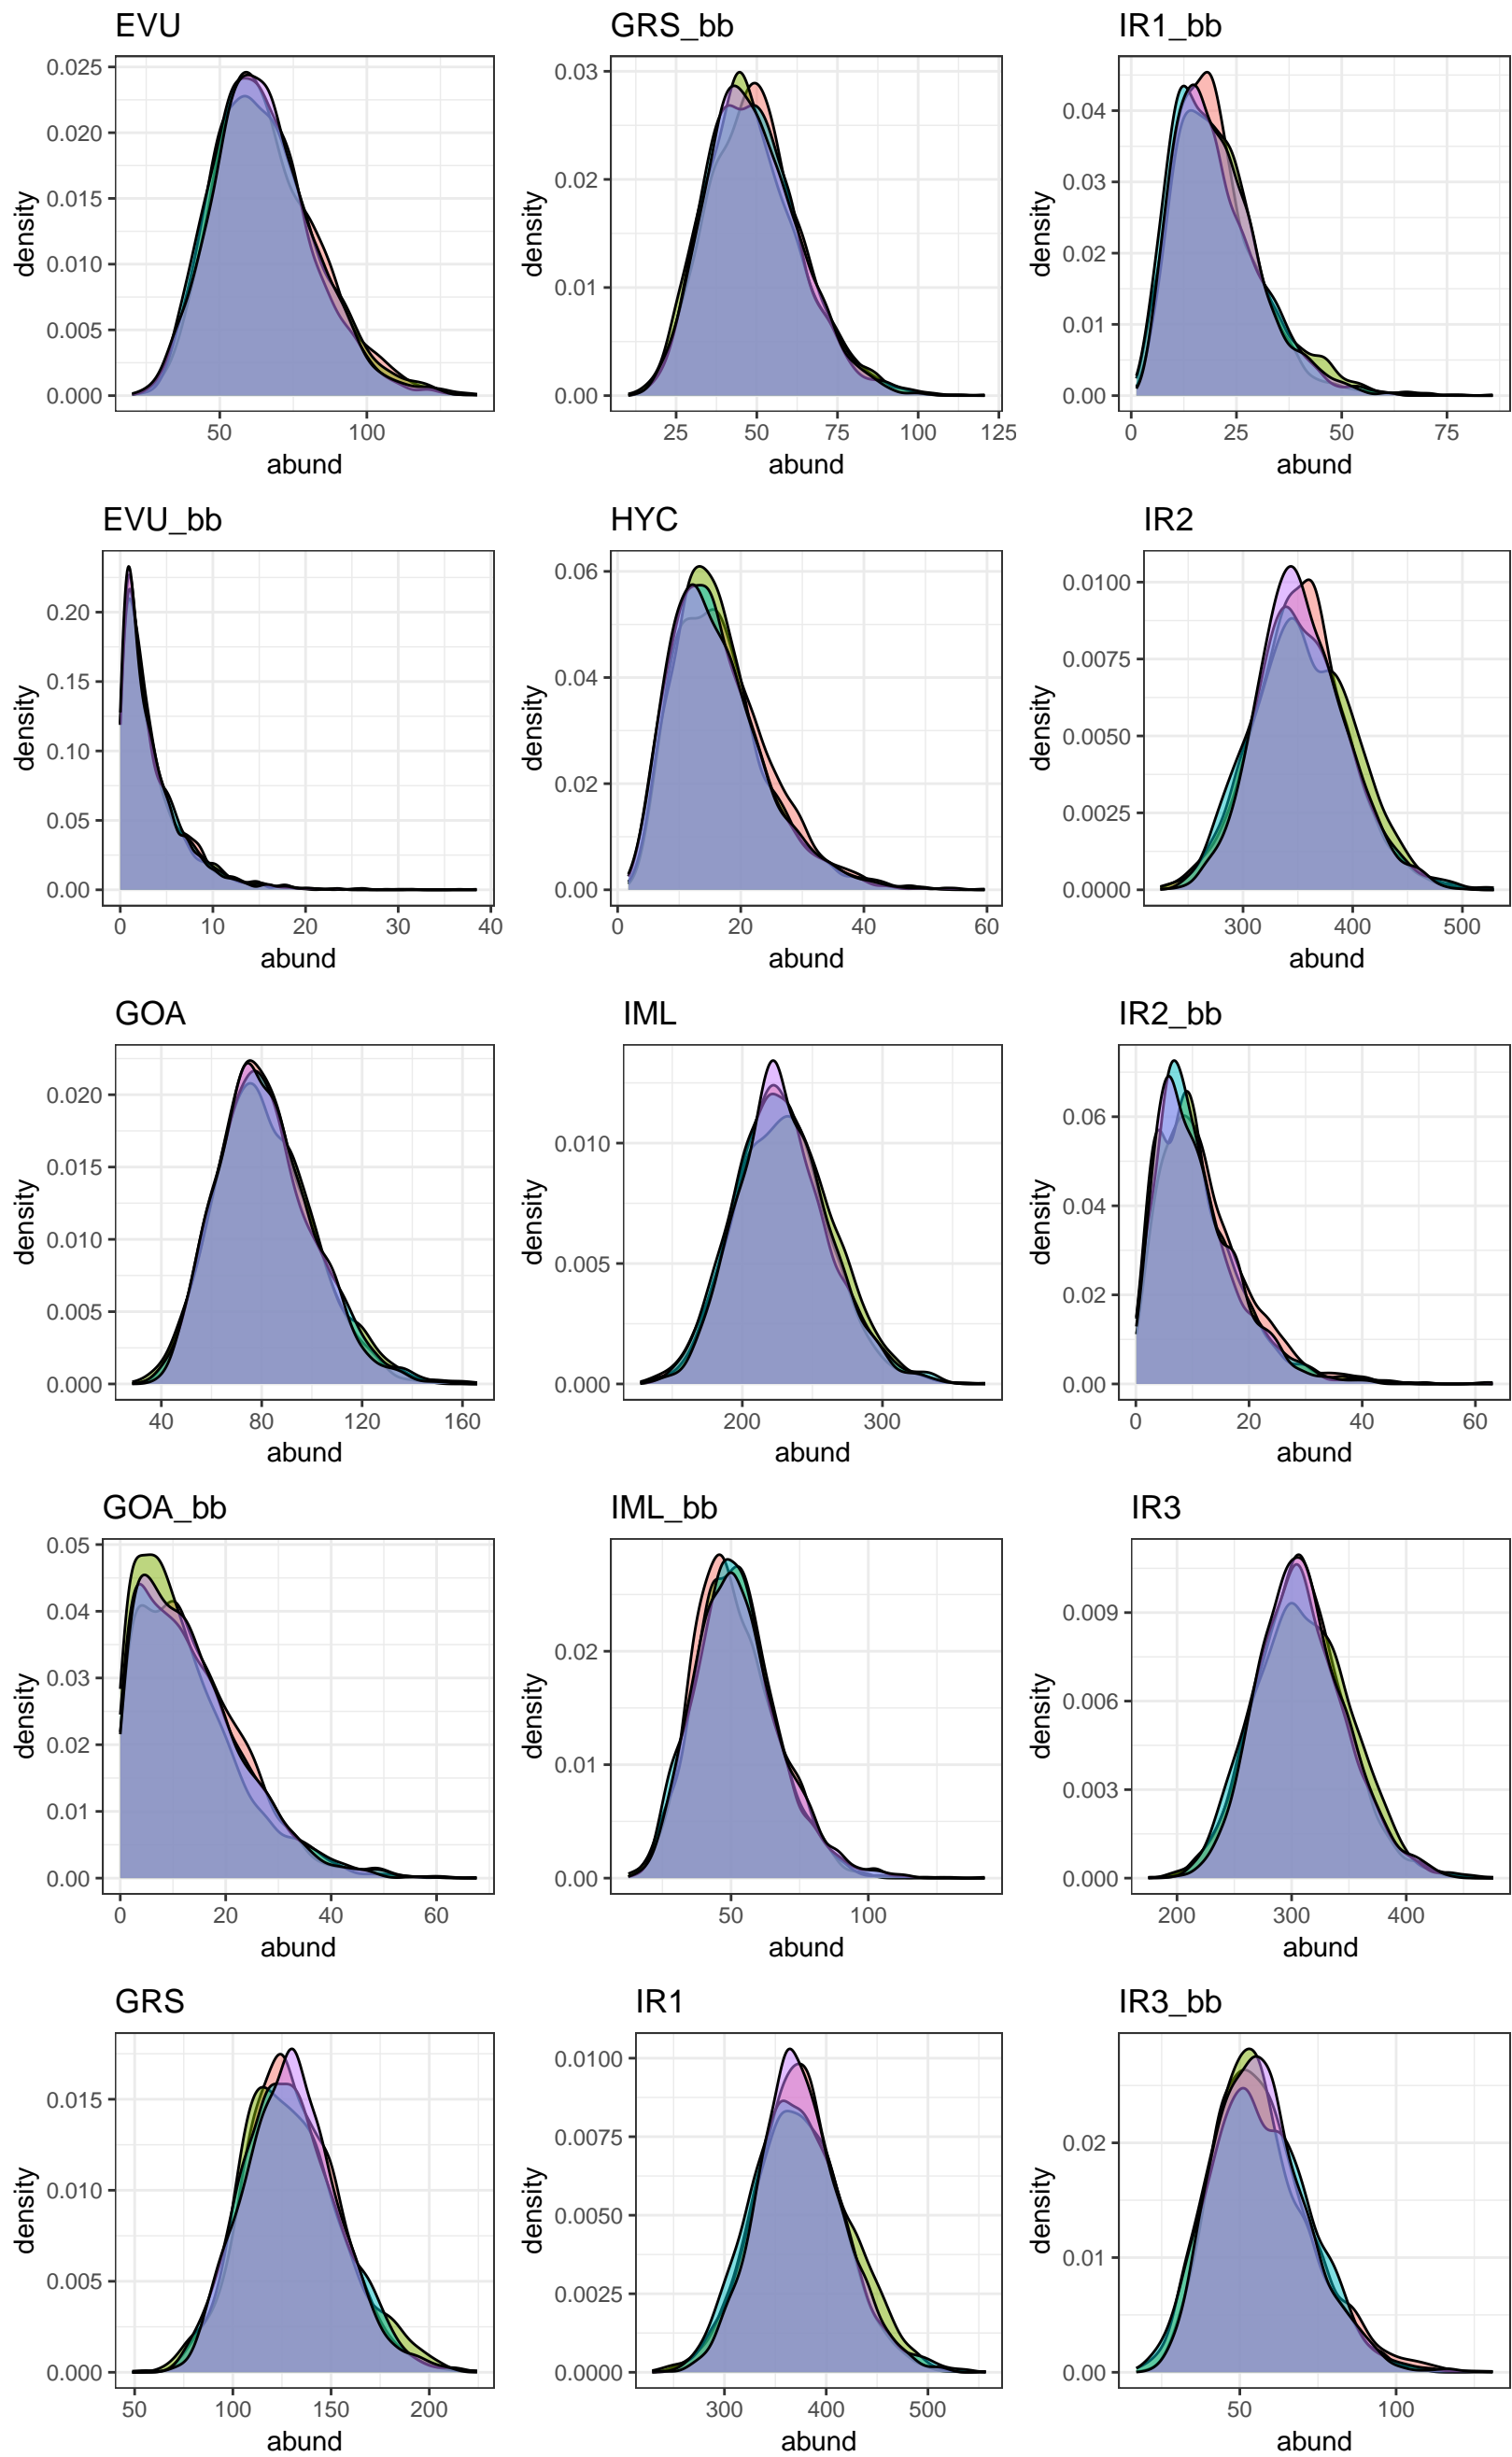 EVU
0.025
0.020
0.015
0.010
0.005
0.000
density
50 100
abund
GRS_bb
0.03
0.02
0.01
0.00
density
25 50 75 100 125
abund
IR1_bb
0.04
0.03
0.02
0.01
0.00
density
0 25 50 75
abund
EVU_bb
0.20
0.15
0.10
0.05
0.00
density
0 10 20 30 40
abund
HYC
0.06
0.04
0.02
0.00
density
0 20 40 60
abund
IR2
0.0100
0.0075
0.0050
0.0025
0.0000
density
300 400 500
abund
GOA
0.020
0.015
0.010
0.005
0.000
density
40 80 120 160
abund
IML
0.010
0.005
0.000
density
200 300
abund
IR2_bb
0.06
0.04
0.02
0.00
density
0 20 40 60
abund
GOA_bb
0.05
0.04
0.03
0.02
0.01
0.00
density
0 20 40 60
abund
IML_bb
0.02
0.01
0.00
density
50 100
abund
IR3
0.009
0.006
0.003
0.000
density
200 300 400
abund
GRS
0.015
0.010
0.005
0.000
density
50 100 150 200
abund
IR1
0.0100
0.0075
0.0050
0.0025
0.0000
density
300 400 500
abund
IR3_bb
0.02
0.01
0.00
density
50 100
abund